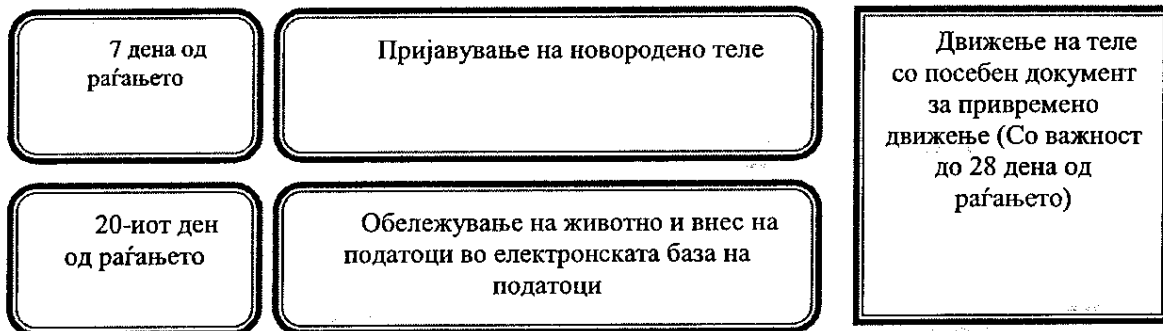 7 дена од
раѓањето
Пријавување на новородено теле
Движење на теле
со посебен документ
за привремено
движење (Со важност
до 28 дена од
раѓањето)
20-иот ден
од раѓањето
Обележување на животно и внес на
податоци во електронската база на
податоци